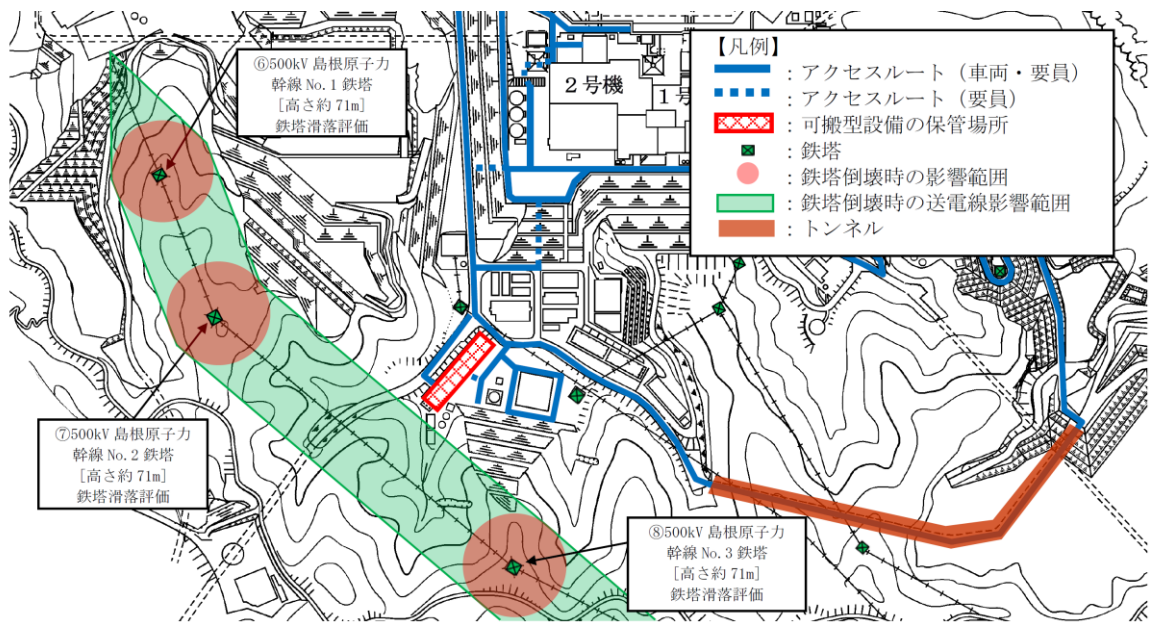 ⑥500kV 島根原子力
幹線 No.1 鉄塔
[高さ約 71m]
鉄塔滑落評価
2号機
1号
【凡例】
：アクセスルート（車両・要員）
：アクセスルート（要員）
：可搬型設備の保管場所
：鉄塔
：鉄塔倒壊時の影響範囲
：鉄塔倒壊時の送電線影響範囲
：トンネル
⑦500kV 島根原子力
幹線 No.2 鉄塔
[高さ約 71m]
鉄塔滑落評価
⑧500kV 島根原子力
幹線 No.3 鉄塔
[高さ約 71m]
鉄塔滑落評価